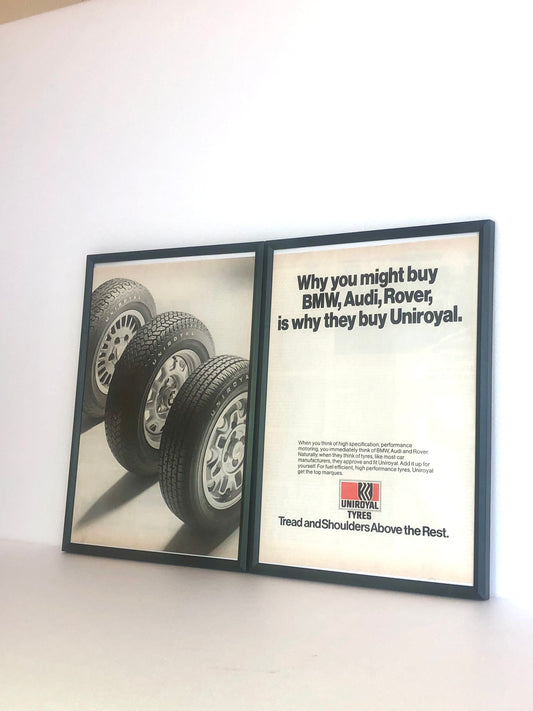 UNIROYAL
UNIROYAL
UNIROYAL
Why you might buy
BMW, Audi, Rover,
is why they buy Uniroyal.
When you think of high specification, performance
motoring, you immediately think of BMW, Audi and Rover.
Naturally, when they think of tyres, like most car
manufacturers, they approve and fit Uniroyal. Add it up for
yourself. For fuel efficient, high performance tyres, Uniroyal
get the top marques.
UNIROYAL
TYRES
Tread and Shoulders Above the Rest.